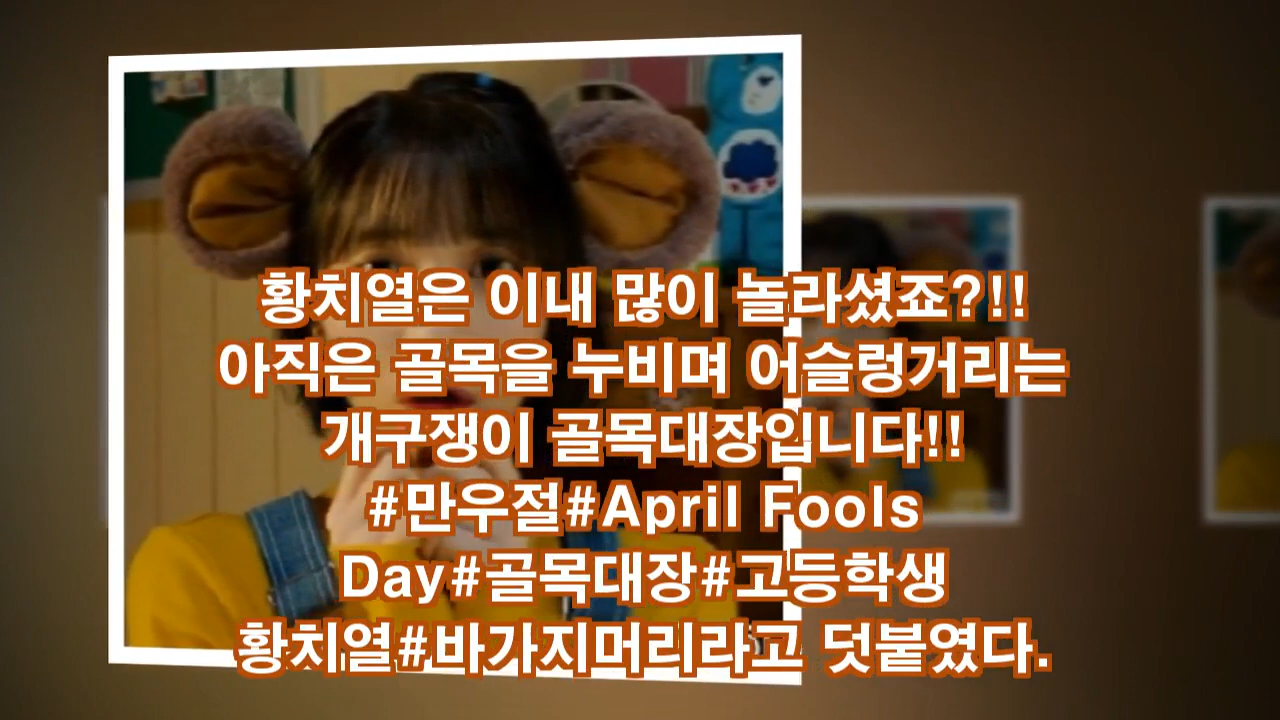 황치열은 이내 많이 놀라셨죠?!!
아직은 골목을 누비며 어슬렁거리는
개구쟁이 골목대장입니다!!
#만우절#April Fools
Day#골목대장#고등학생
황치열#바가지머리라고 덧붙였다.